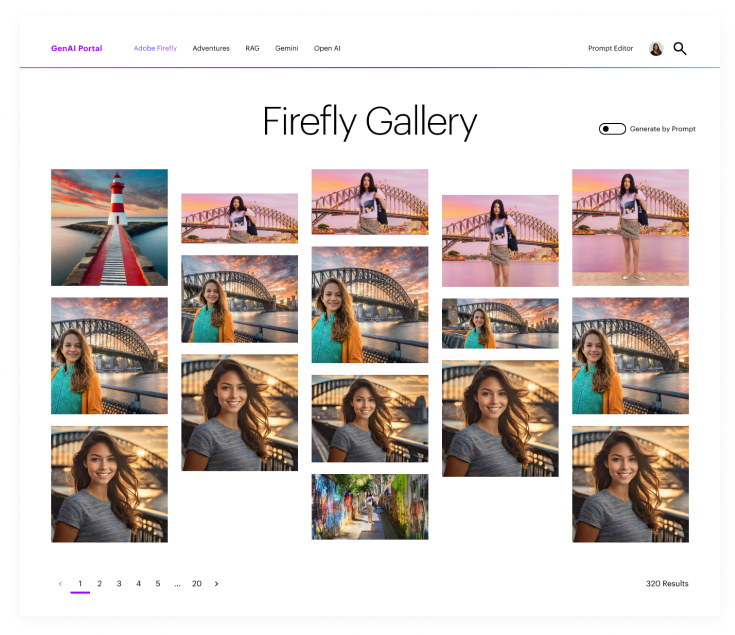 GenAI Portal Adobe Firefly Adventures RAG Gemini Open AI Prompt Editor
Firefly Gallery
Generate by Prompt
< 1 2 3 4 5 ... 20 >
320 Results